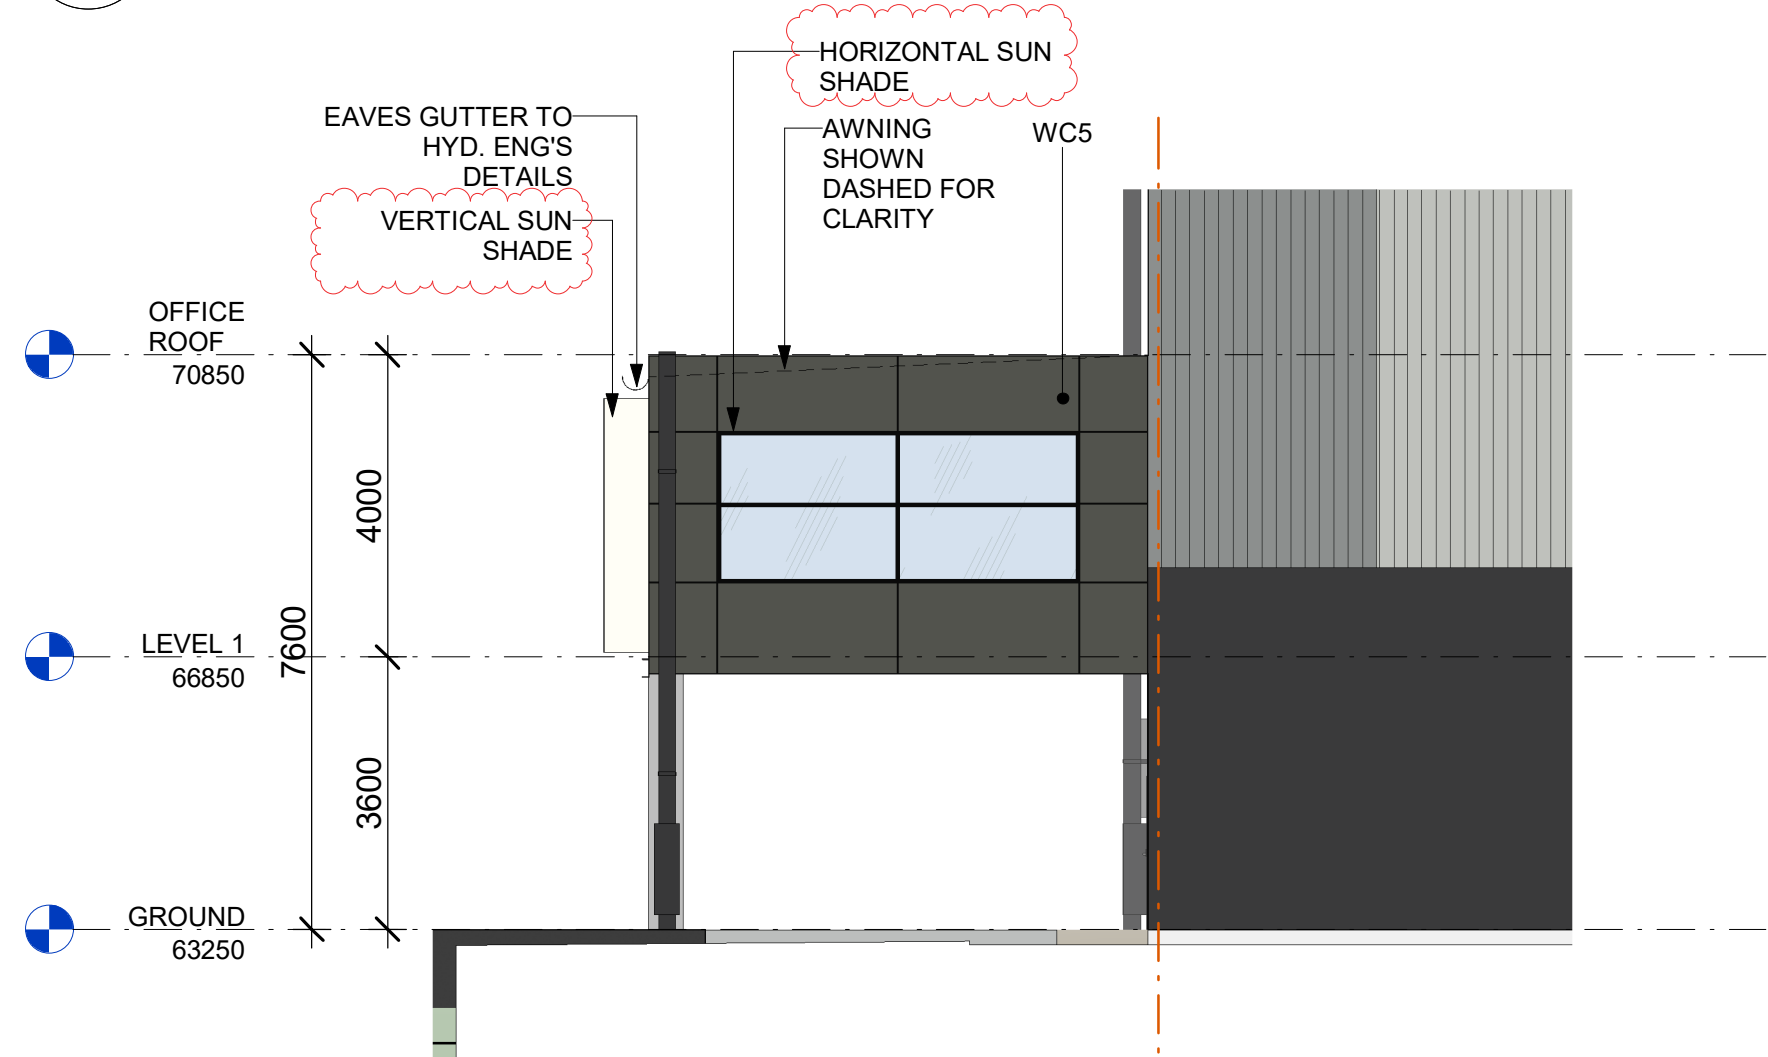 HORIZONTAL SUN
SHADE
EAVES GUTTER TO
HYD. ENG'S
DETAILS
AWNING
SHOWN
DASHED FOR
CLARITY
WC5
VERTICAL SUN
SHADE
OFFICE
ROOF
70850
4000
7600
LEVEL 1
66850
3600
GROUND
63250